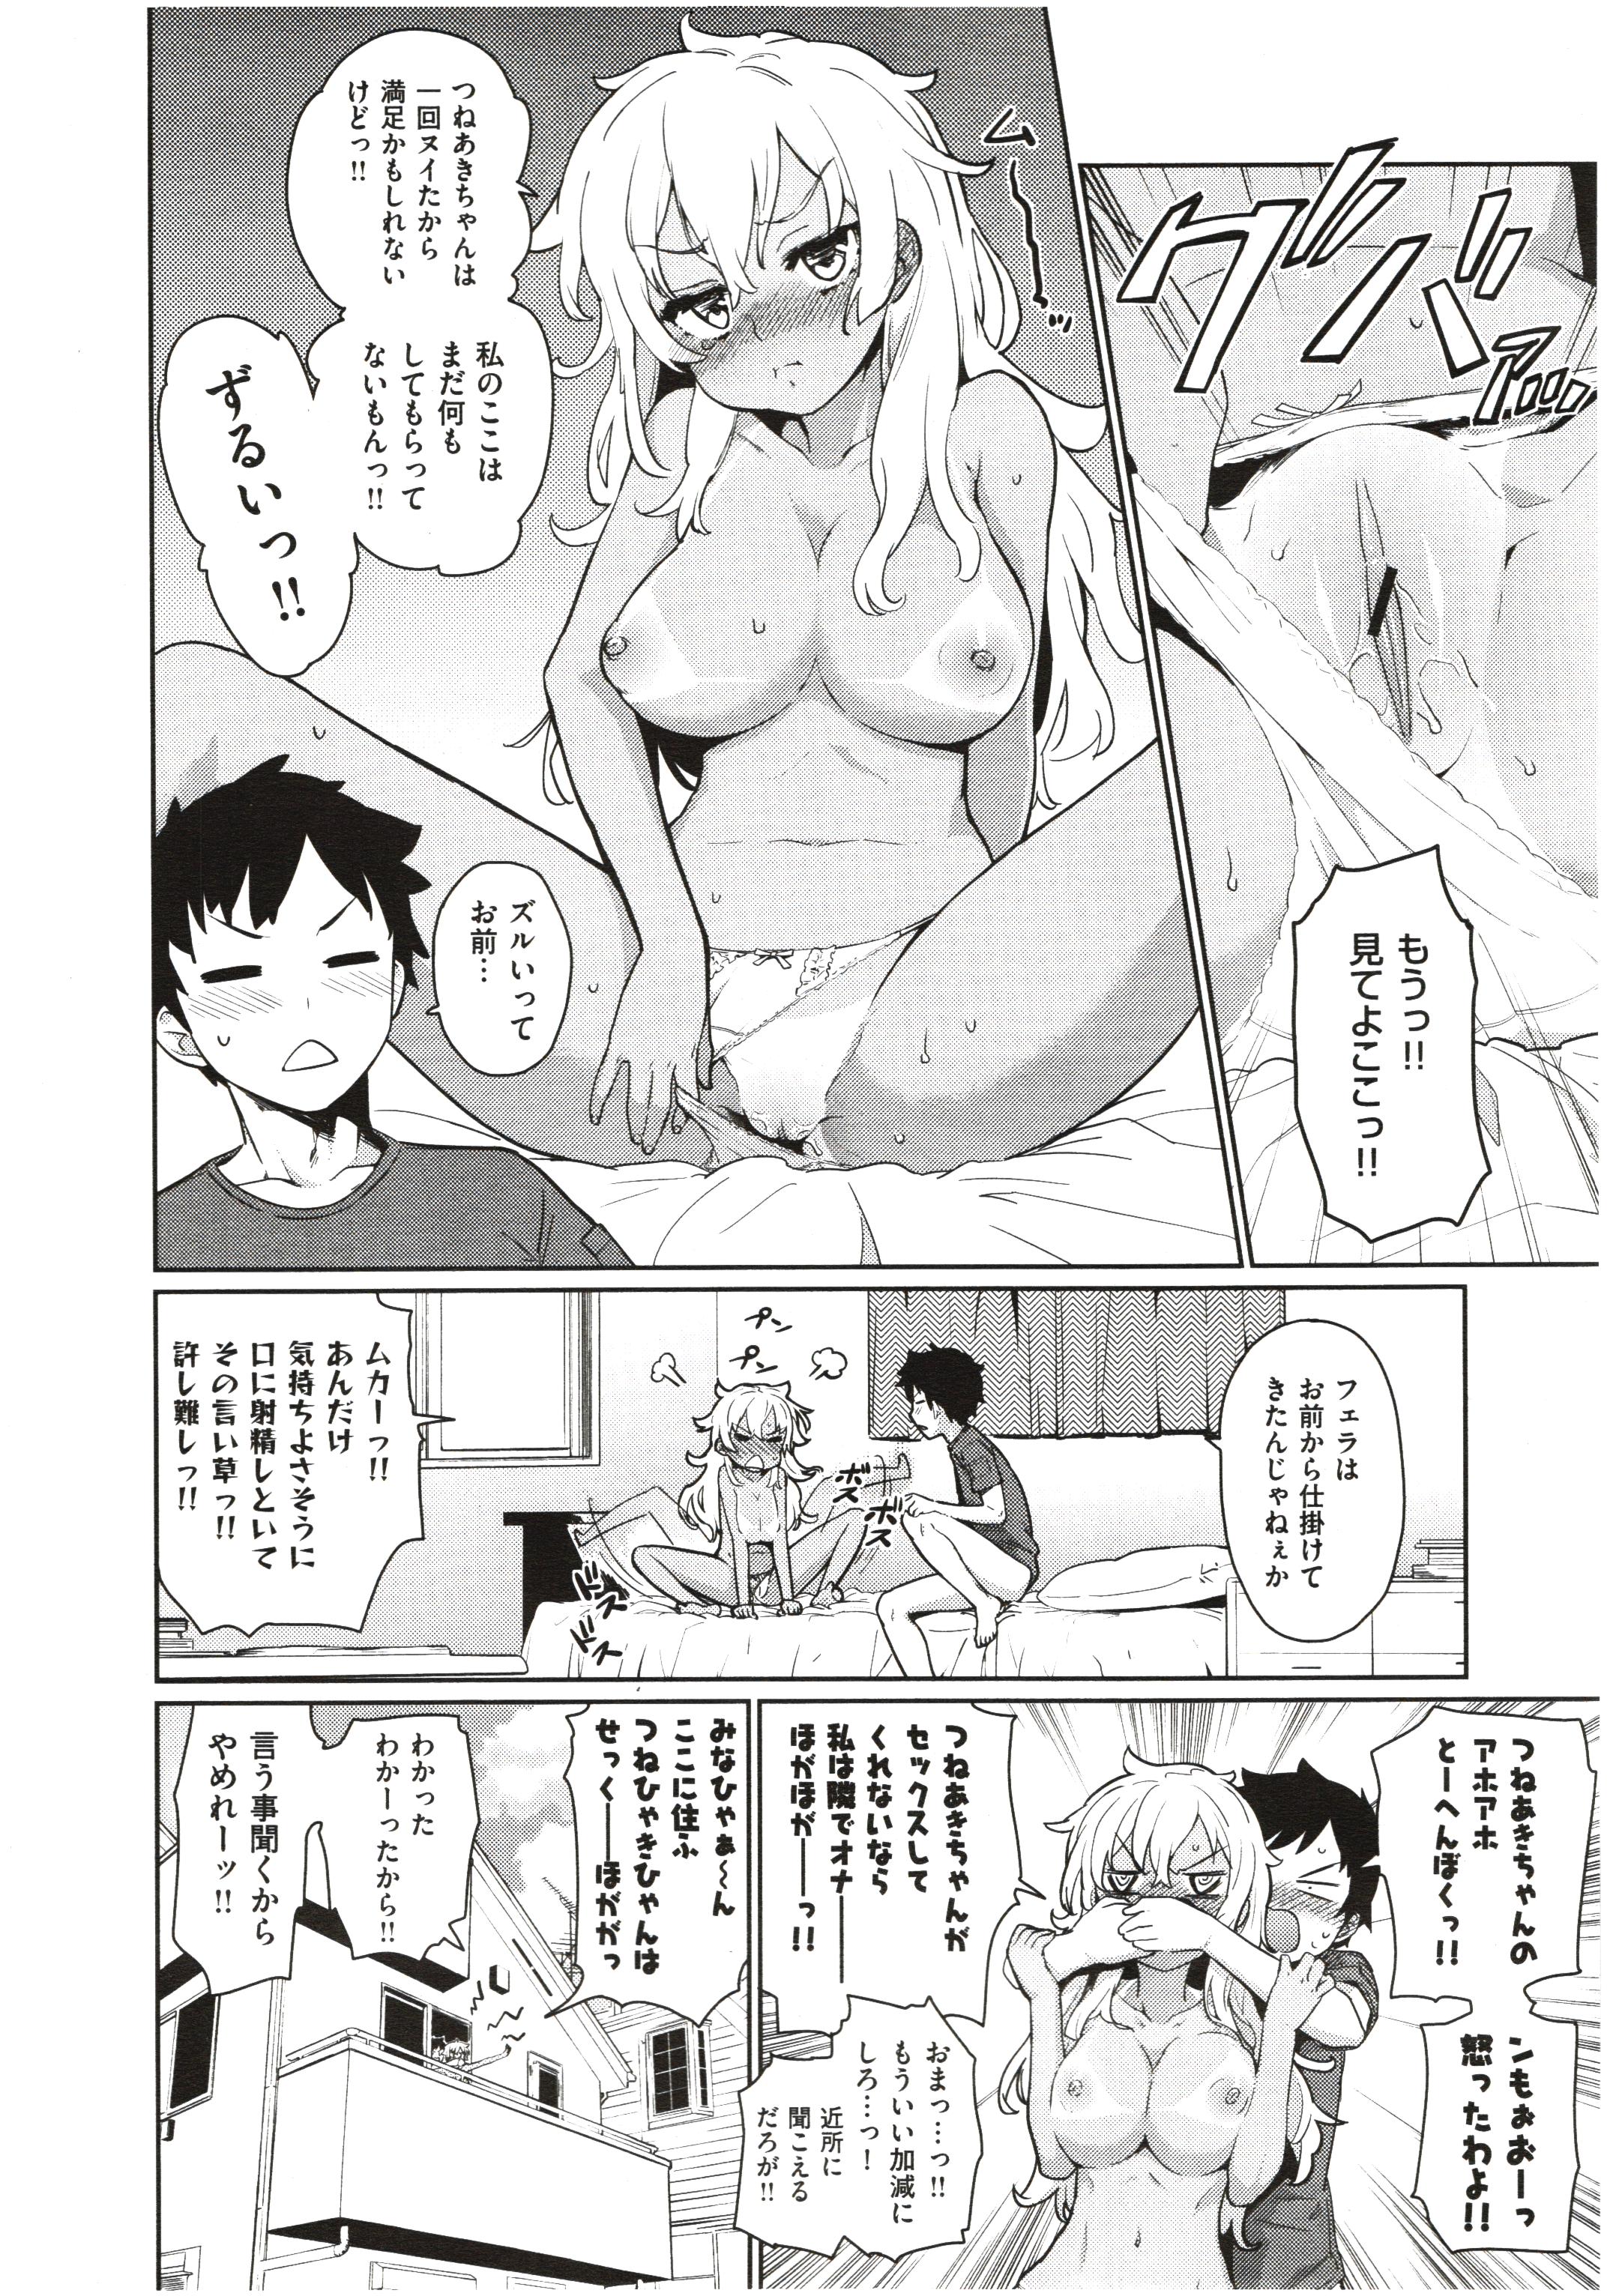 グバァ…
もうっ!!
見てよここっ!!
ムーッ
つねあきちゃんは
一回ヌイたから
満足かもしれない
けどっ!!
私のここは
まだ何も
してもらって
ないもんっ!!
ずるいっ!!
ズルいって
お前…
フェラは
お前から仕掛けて
きたんじゃねぇか
プン
プン
ボス
ボス
ドス
ドス
ムカーっ!!
あんだけ
気持ちよさそうに
口に射精しといて
その言い草っ!!
許し難しっ!!
つねあきちゃんの
アホアホ
とーへんぼくっ!!
ンもぉおーっ
怒ったわよ!!
つねあきちゃんが
セックスして
くれないなら
私は隣でオナ――
ほがほが――っ!!
おまっ…っ!!
もういい加減に
しろ…っ!
近所に
聞こえる
だろが!!
みなひゃぁ〜ん
ここに住ふ
つねひゃきひゃんは
せっく――ほががっ
わかった
わかーったから!!
言う事聞くから
やめれーッ!!